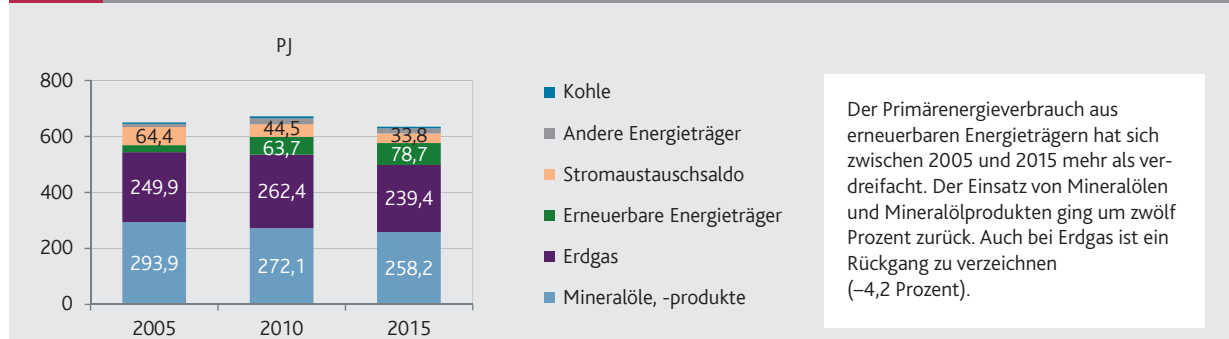 PJ
800
600
400
200
0
64,4
249,9
293,9
44,5
63,7
262,4
272,1
33,8
78,7
239,4
258,2
2005 2010 2015
Kohle
Andere Energieträger
Stromaustauschsaldo
Erneuerbare Energieträger
Erdgas
Mineralöle, -produkte
Der Primärenergieverbrauch aus
erneuerbaren Energieträgern hat sich
zwischen 2005 und 2015 mehr als ver-
dreifacht. Der Einsatz von Mineralölen
und Mineralölprodukten ging um zwölf
Prozent zurück. Auch bei Erdgas ist ein
Rückgang zu verzeichnen
(–4,2 Prozent).